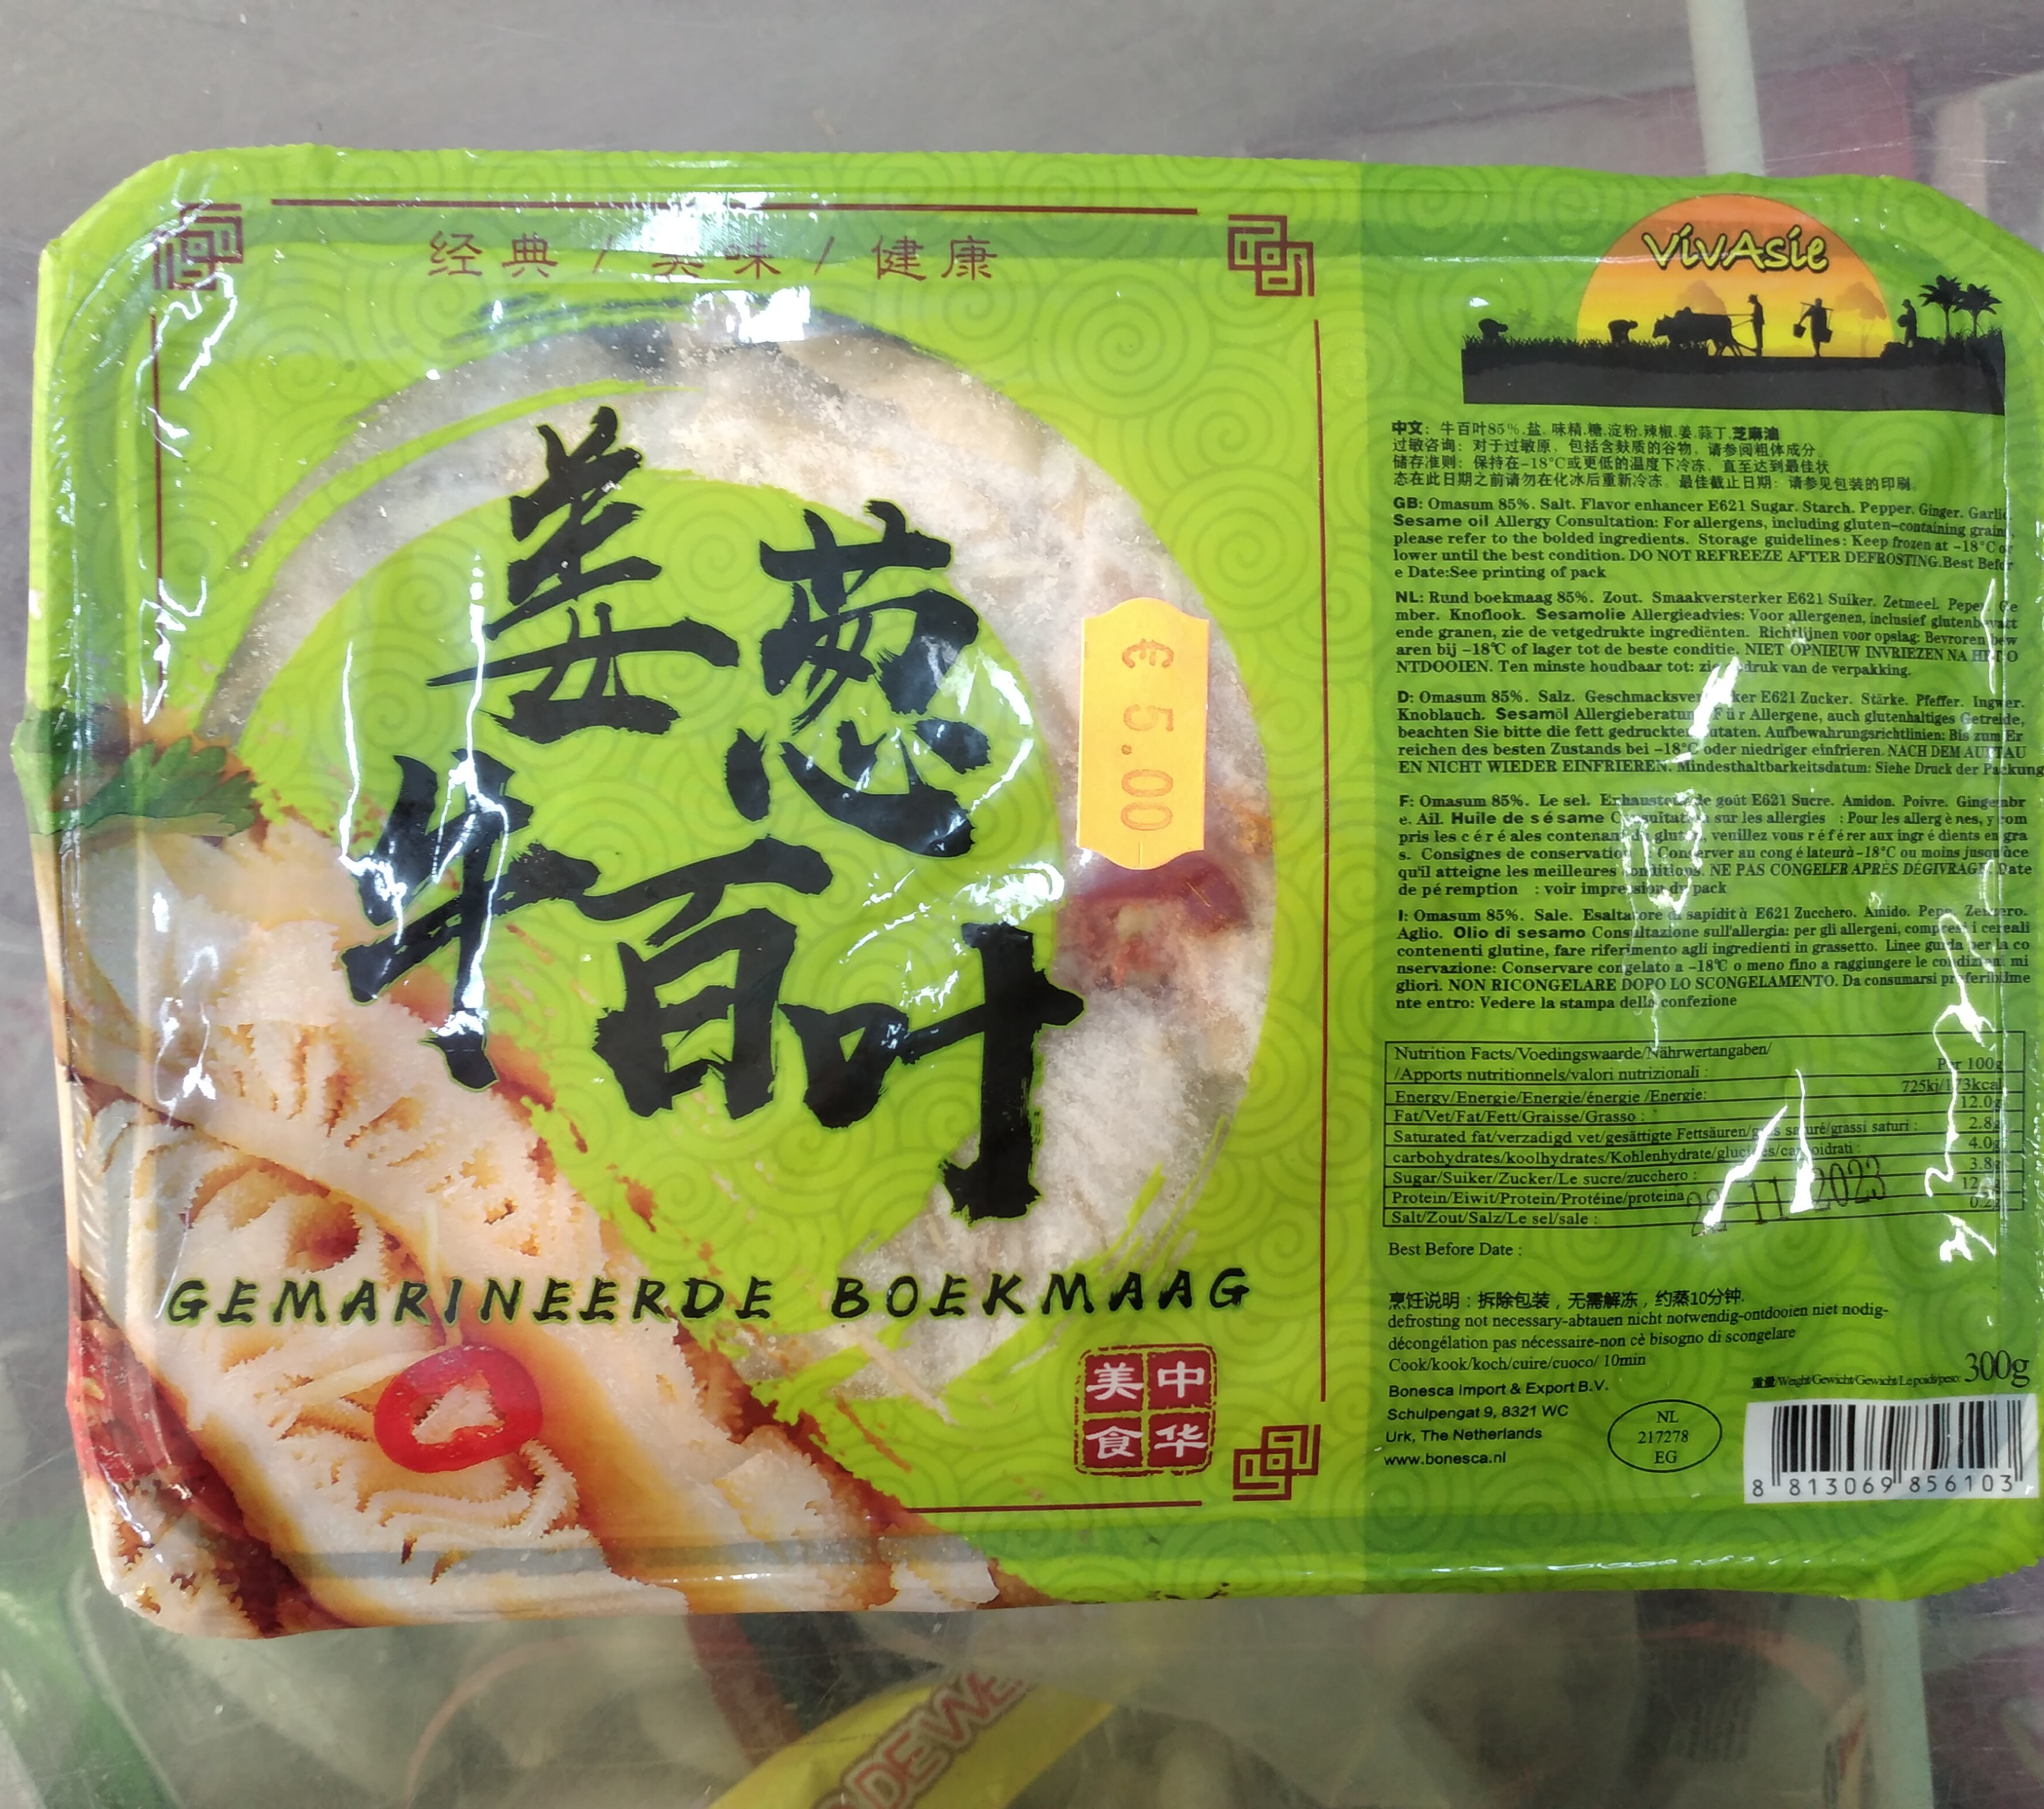 经典 / 美味 / 健康
姜葱
牛百叶
€ 5.00
GEMARINEERDE BOEKMAAG
美中
食华
VivAsie
中文：牛百叶85%.盐.味精.糖.淀粉.辣椒.姜.蒜丁.芝麻油
过敏咨询：对于过敏原，包括含麸质的谷物，请参阅粗体成分
储存准则：保持在-18°C或更低的温度下冷冻，直至达到最佳状
态在此日期之前请勿在化冰后重新冷冻。最佳截止日期：请参见包装的印刷。
GB: Omasum 85%. Salt. Flavor enhancer E621 Sugar. Starch. Pepper. Ginger. Garlic
Sesame oil Allergy Consultation: For allergens, including gluten-containing grain
please refer to the bolded ingredients. Storage guidelines: Keep frozen at -18°C or
lower until the best condition. DO NOT REFREEZE AFTER DEFROSTING.Best Befor
e Date:See printing of pack
NL: Rund boekmaag 85%. Zout. Smaakversterker E621 Suiker. Zetmeel. Peper. Ge
mber. Knoflook. Sesamolie Allergieadvies: Voor allergenen, inclusief glutenbevatt
ende granen, zie de vetgedrukte ingrediënten. Richtlijnen voor opslag: Bevroren bew
aren bij -18°C of lager tot de beste conditie. NIET OPNIEUW INVRIEZEN NA HET O
NTDOOIEN. Ten minste houdbaar tot: zie druk van de verpakking.
D: Omasum 85%. Salz. Geschmacksverstärker E621 Zucker. Stärke. Pfeffer. Ingwer.
Knoblauch. Sesamöl Allergieberatung Für Allergene, auch glutenhaltiges Getreide,
beachten Sie bitte die fett gedruckten Zutaten. Aufbewahrungsrichtlinien: Bis zum Er
reichen des besten Zustands bei -18°C oder niedriger einfrieren. NACH DEM AUFTAU
EN NICHT WIEDER EINFRIEREN. Mindesthaltbarkeitsdatum: Siehe Druck der Packung
F: Omasum 85%. Le sel. de goût E621 Sucre. Amidon. Poivre. Gingembr
e. Ail. Huile de sésame Consultation sur les allergies : Pour les allergènes, y com
pris les céréales contenant du gluten, veuillez vous référer aux ingrédients en gra
s. Consignes de conservation : Conserver au congélateurà -18°C ou moins jusqu'àce
qu'il atteigne les meilleures conditions. NE PAS CONGELER APRÈS DÉGIVRAGE. Date
de péremption : voir impression du pack
I: Omasum 85%. Sale. Esaltatore di sapidità E621 Zucchero. Amido. Pepe. Zenzero.
Aglio. Olio di sesamo Consultazione sull'allergia: per gli allergeni, compresi i cereali
contenenti glutine, fare riferimento agli ingredienti in grassetto. Linee guida per la co
nservazione: Conservare congelato a -18°C o meno fino a raggiungere le condizioni mi
gliori. NON RICONGELARE DOPO LO SCONGELAMENTO. Da consumarsi preferibilme
nte entro: Vedere la stampa della confezione
Nutrition Facts/Voedingswaarde/Nährwertangaben/
/Apports nutritionnels/valori nutrizionali : Per 100g
Energy/Energie/Energie/énergie /Energie: 725kj/173kcal
Fat/Vet/Fat/Fett/Graisse/Grasso : 12.0g
Saturated fat/verzadigd vet/gesättigte Fettsäuren/gras saturé/grassi saturi : 2.8g
carbohydrates/koolhydrates/Kohlenhydrate/glucides/carboidrati : 4.0g
Sugar/Suiker/Zucker/Le sucre/zucchero : 3.8g
Protein/Eiwit/Protein/Protéine/proteina
Salt/Zout/Salz/Le sel/sale :
22-11 2023
Best Before Date :
烹饪说明：拆除包装，无需解冻，约蒸10分钟.
defrosting not necessary-abtauen nicht notwendig-ontdooien niet nodig-
décongélation pas nécessaire-non cè bisogno di scongelare
Cook/kook/koch/cuire/cuoco/ 10min
重量/Weight/Gewicht/Gewicht/Le poids/peso: 300g
Bonesca Import & Export B.V.
Schulpengat 9, 8321 WC
Urk, The Netherlands
www.bonesca.nl
NL
217278
EG
8 813069 856103
DEWE